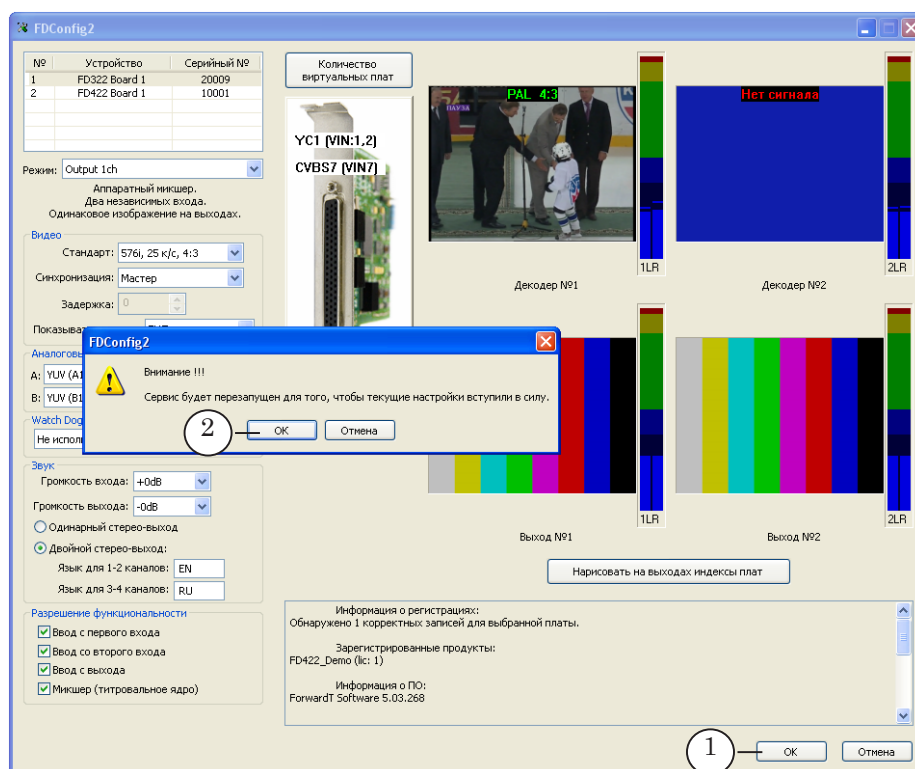 FDConfig2
№ Устройство Серийный №
1 FD322 Board 1 20009
2 FD422 Board 1 10001
Режим: Output 1ch
Аппаратный микшер.
Два независимых входа.
Одинаковое изображение на выходах.
Видео
Стандарт: 576i, 25 к/с, 4:3
Синхронизация: Мастер
Задержка: 0
Показыват
Аналоговы
A: YUV (A1
B: YUV (B1
Watch Dog
Не исполь
Звук
Громкость входа: +0dB
Громкость выхода: -0dB
Одинарный стерео-выход
Двойной стерео-выход:
Язык для 1-2 каналов: EN
Язык для 3-4 каналов: RU
Разрешение функциональности
Ввод с первого входа
Ввод со второго входа
Ввод с выхода
Микшер (титровальное ядро)
Количество
виртуальных плат
YC1 (VIN:1,2)
CVBS7 (VIN7)
PAL 4:3
ПАУЗА
1LR
Декодер №1
Нет сигнала
2LR
Декодер №2
FDConfig2
Внимание !!!
Сервис будет перезапущен для того, чтобы текущие настройки вступили в силу.
2
OK Отмена
1LR
Выход №1
2LR
Выход №2
Нарисовать на выходах индексы плат
Информация о регистрациях:
Обнаружено 1 корректных записей для выбранной платы.
Зарегистрированные продукты:
FD422_Demo (lic: 1)
Информация о ПО:
ForwardT Software 5.03.268
1
OK Отмена